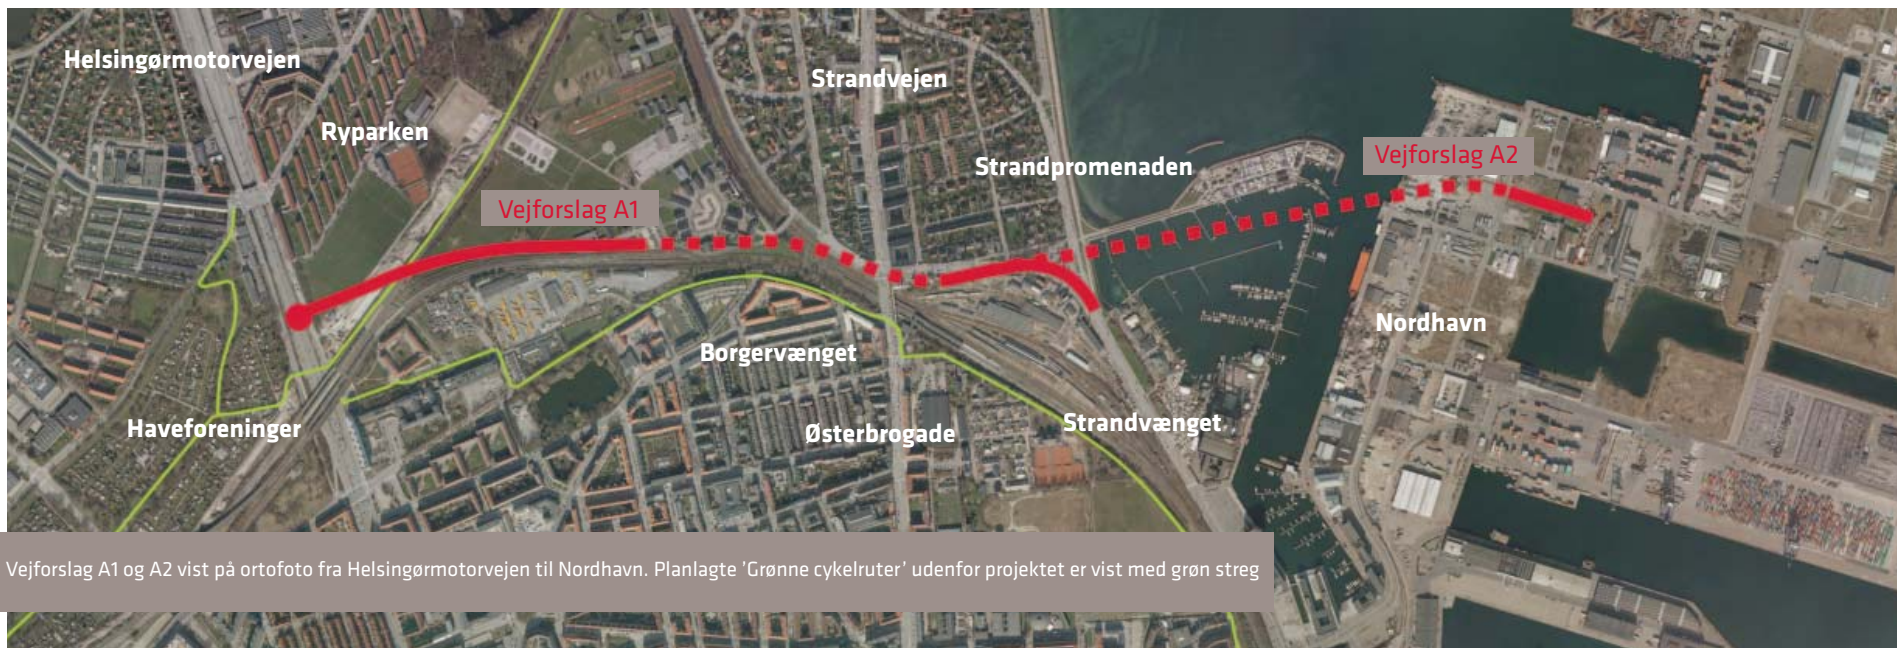 Helsingørmotorvejen
Strandvejen
Ryparken
Vejforslag A2
Strandpromenaden
Vejforslag A1
Nordhavn
Borgervænget
Haveforeninger
Østerbrogade
Strandvænget
Vejforslag A1 og A2 vist på ortofoto fra Helsingørmotorvejen til Nordhavn. Planlagte 'Grønne cykelruter' udenfor projektet er vist med grøn streg